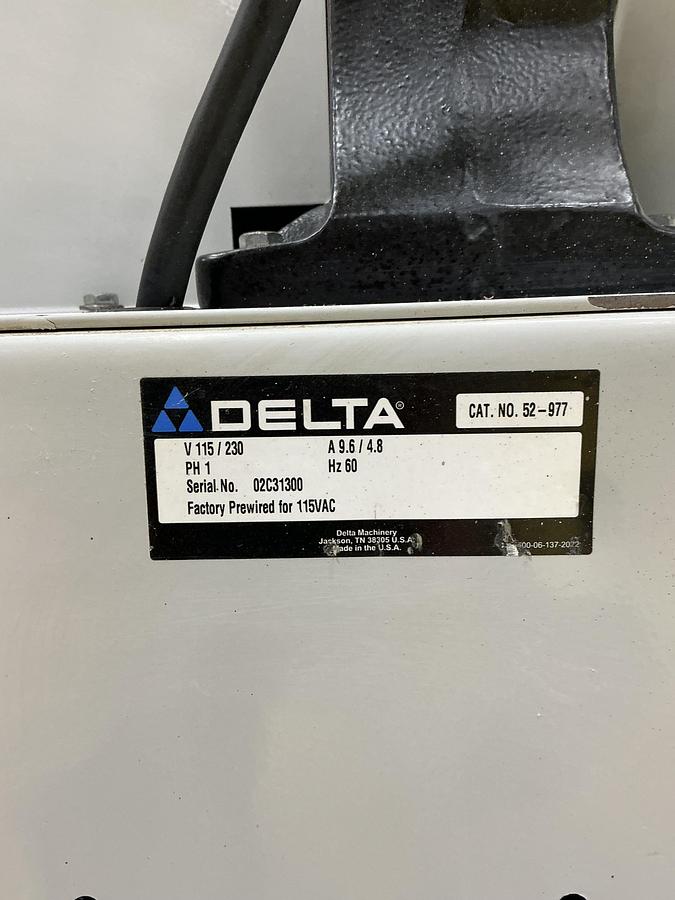 DELTA®
CAT. NO. 52-977
V 115 / 230 A 9.6 / 4.8
PH 1 Hz 60
Serial No. 02C31300
Factory Prewired for 115VAC
Delta Machinery
Jackson, TN 38305 U.S.A.
Made in the U.S.A.